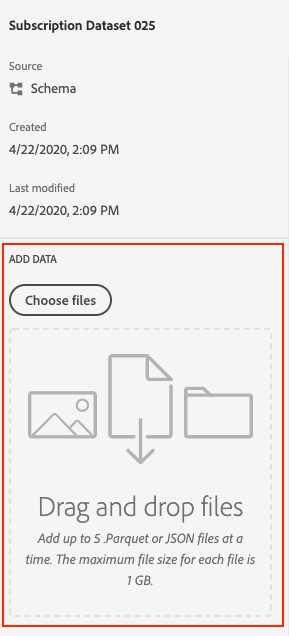 Subscription Dataset 025
Source
Schema
Created
4/22/2020, 2:09 PM
Last modified
4/22/2020, 2:09 PM
ADD DATA
Choose files
Drag and drop files
Add up to 5 .Parquet or JSON files at a
time. The maximum file size for each file is
1 GB.